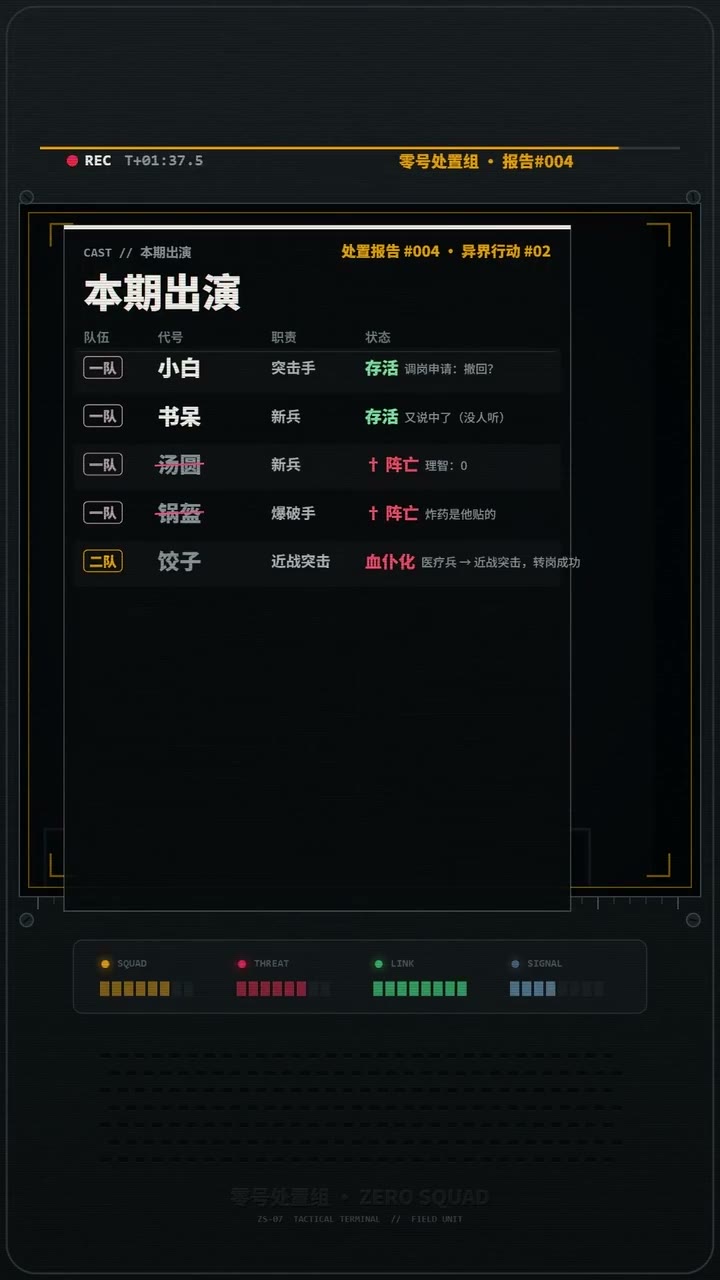 REC T+01:37.5 零号处置组 · 报告#004
CAST // 本期出演 处置报告 #004 · 异界行动 #02
本期出演
队伍 代号 职责 状态
一队 小白 突击手 存活 调岗申请：撤回？
一队 书呆 新兵 存活 又说中了（没人听）
一队 汤圆 新兵 † 阵亡 理智：0
一队 锅盔 爆破手 † 阵亡 炸药是他贴的
二队 饺子 近战突击 血仆化 医疗兵 → 近战突击，转岗成功
SQUAD THREAT LINK SIGNAL
零号处置组 · ZERO SQUAD
ZS-07 TACTICAL TERMINAL // FIELD UNIT